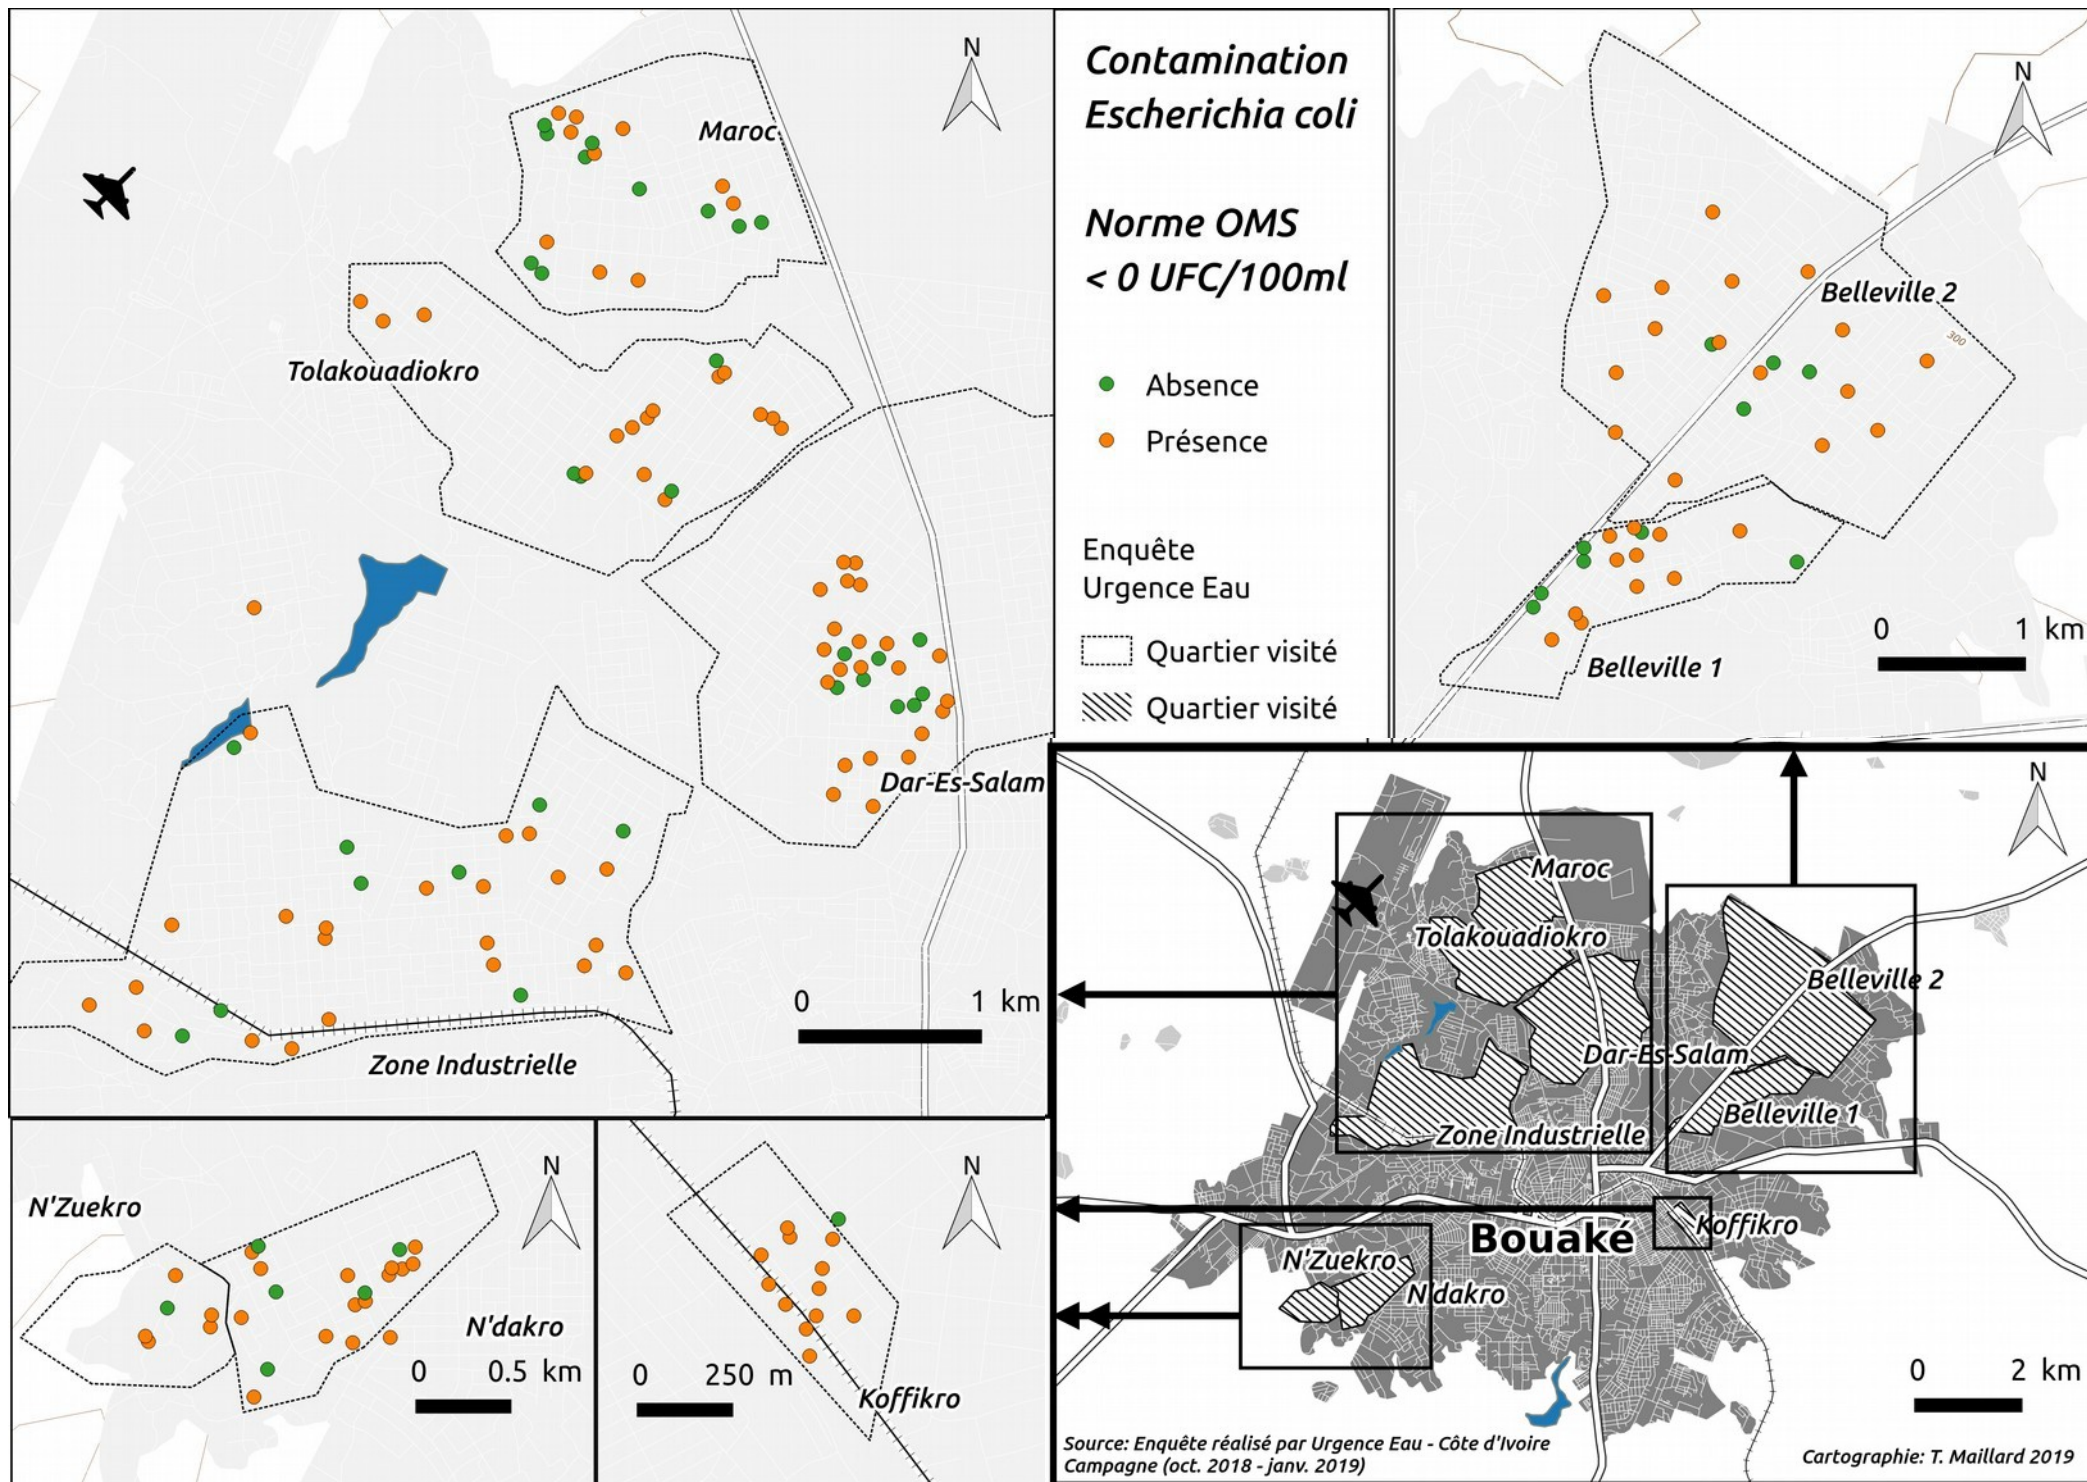 N
Maroc
Tolakouadiokro
Dar-Es-Salam
0 1 km
Zone Industrielle
Contamination
Escherichia coli
Norme OMS
< 0 UFC/100ml
Absence
Présence
Enquête
Urgence Eau
Quartier visité
Quartier visité
N
Belleville 2
300
0 1 km
Belleville 1
N
N'Zuekro
N'dakro
0 0.5 km
N
0 250 m
Koffikro
N
Maroc
Tolakouadiokro
Belleville 2
Dar-Es-Salam
Belleville 1
Zone Industrielle
Koffikro
Bouaké
N'Zuekro
N'dakro
0 2 km
Source: Enquête réalisé par Urgence Eau - Côte d'Ivoire
Campagne (oct. 2018 - janv. 2019)
Cartographie: T. Maillard 2019